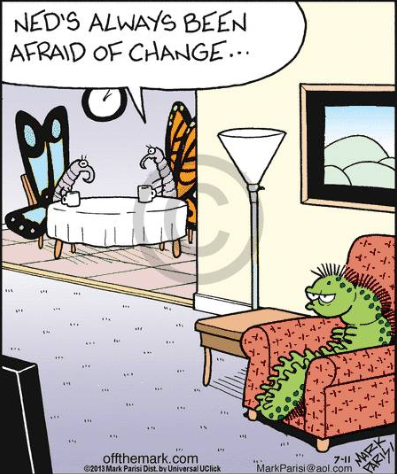 NED'S ALWAYS BEEN
AFRAID OF CHANGE...
©
7-11
MARK
PARISI
offthemark.com
©2013 Mark Parisi Dist. by Universal UClick
MarkParisi@aol.com